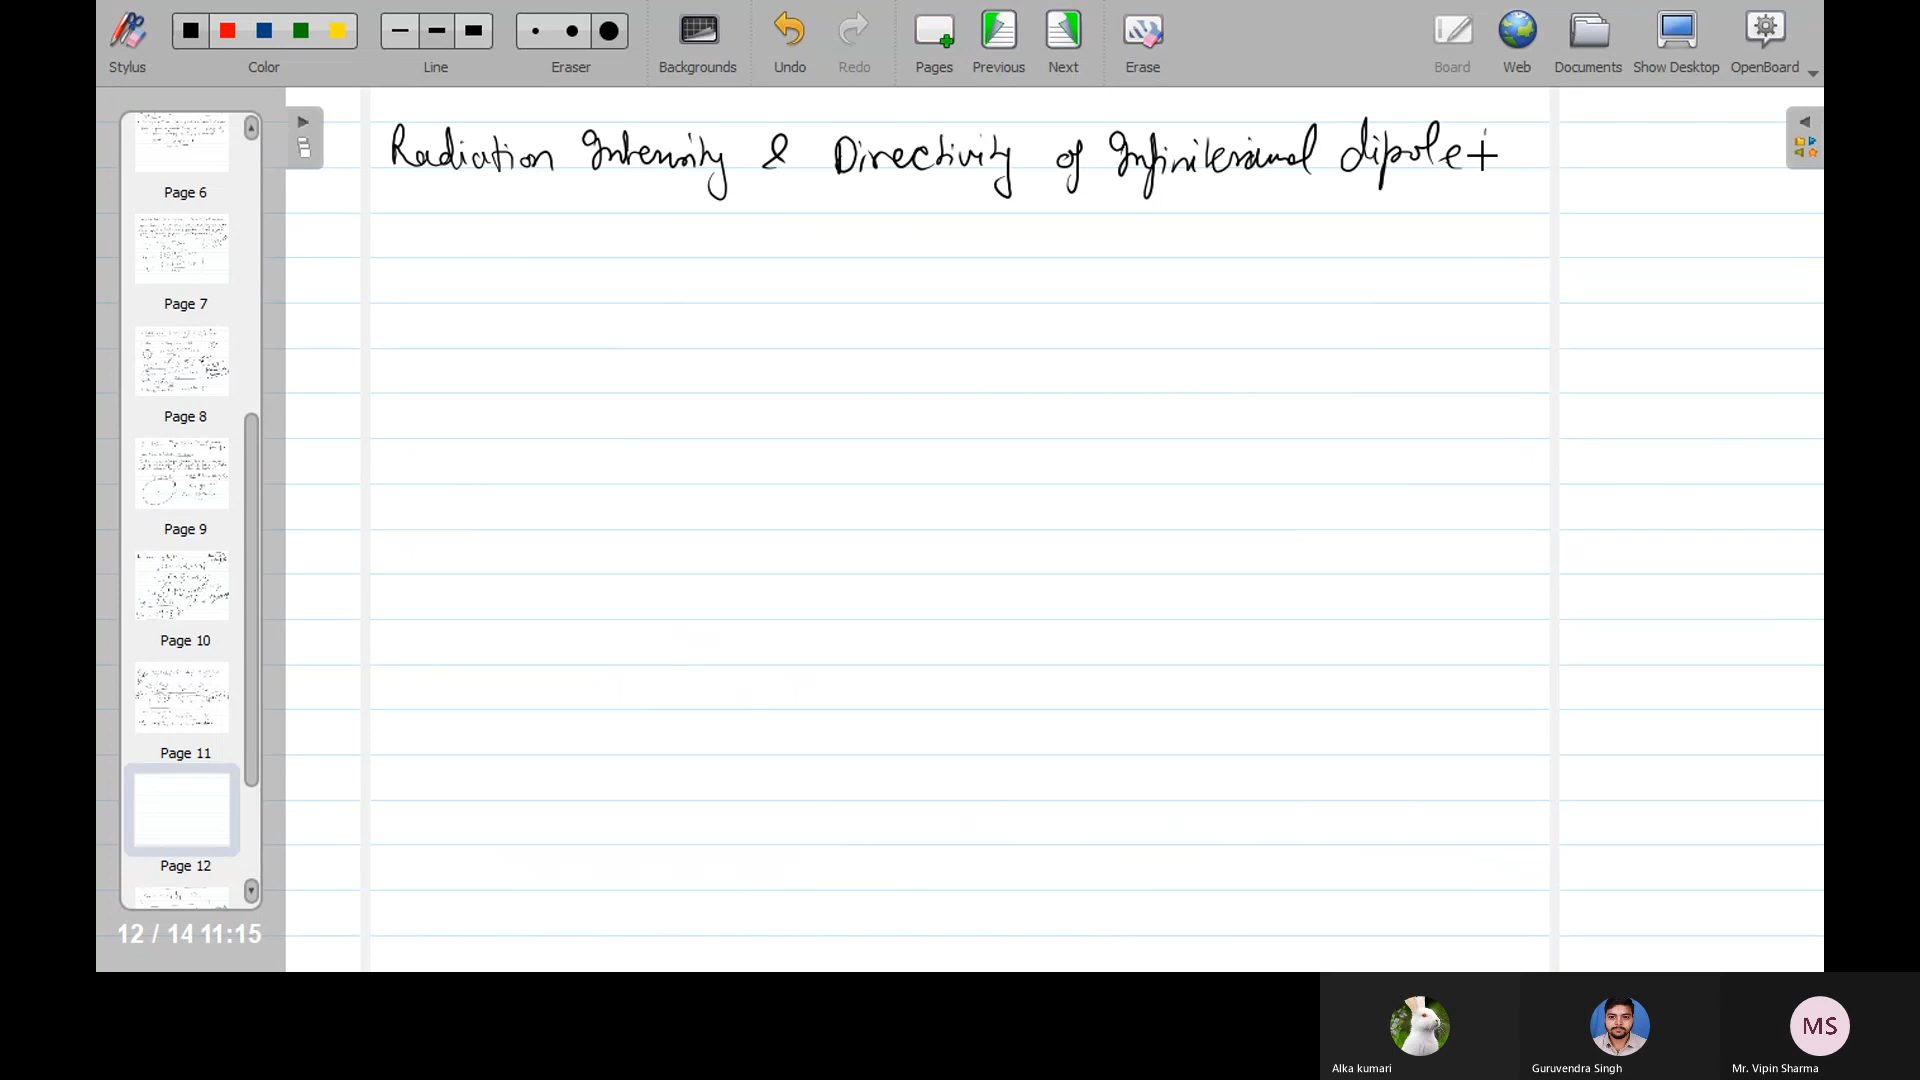 Stylus
Color
Line
Eraser
Backgrounds
Undo
Redo
Pages
Previous
Next
Erase
Board
Web
Documents
Show Desktop
OpenBoard
Radiation Intensity & Directivity of Infinitesimal dipole
Page 6
Page 7
Page 8
Page 9
Page 10
Page 11
Page 12
12 / 14 11:15
MS
Alka kumari
Guruvendra Singh
Mr. Vipin Sharma